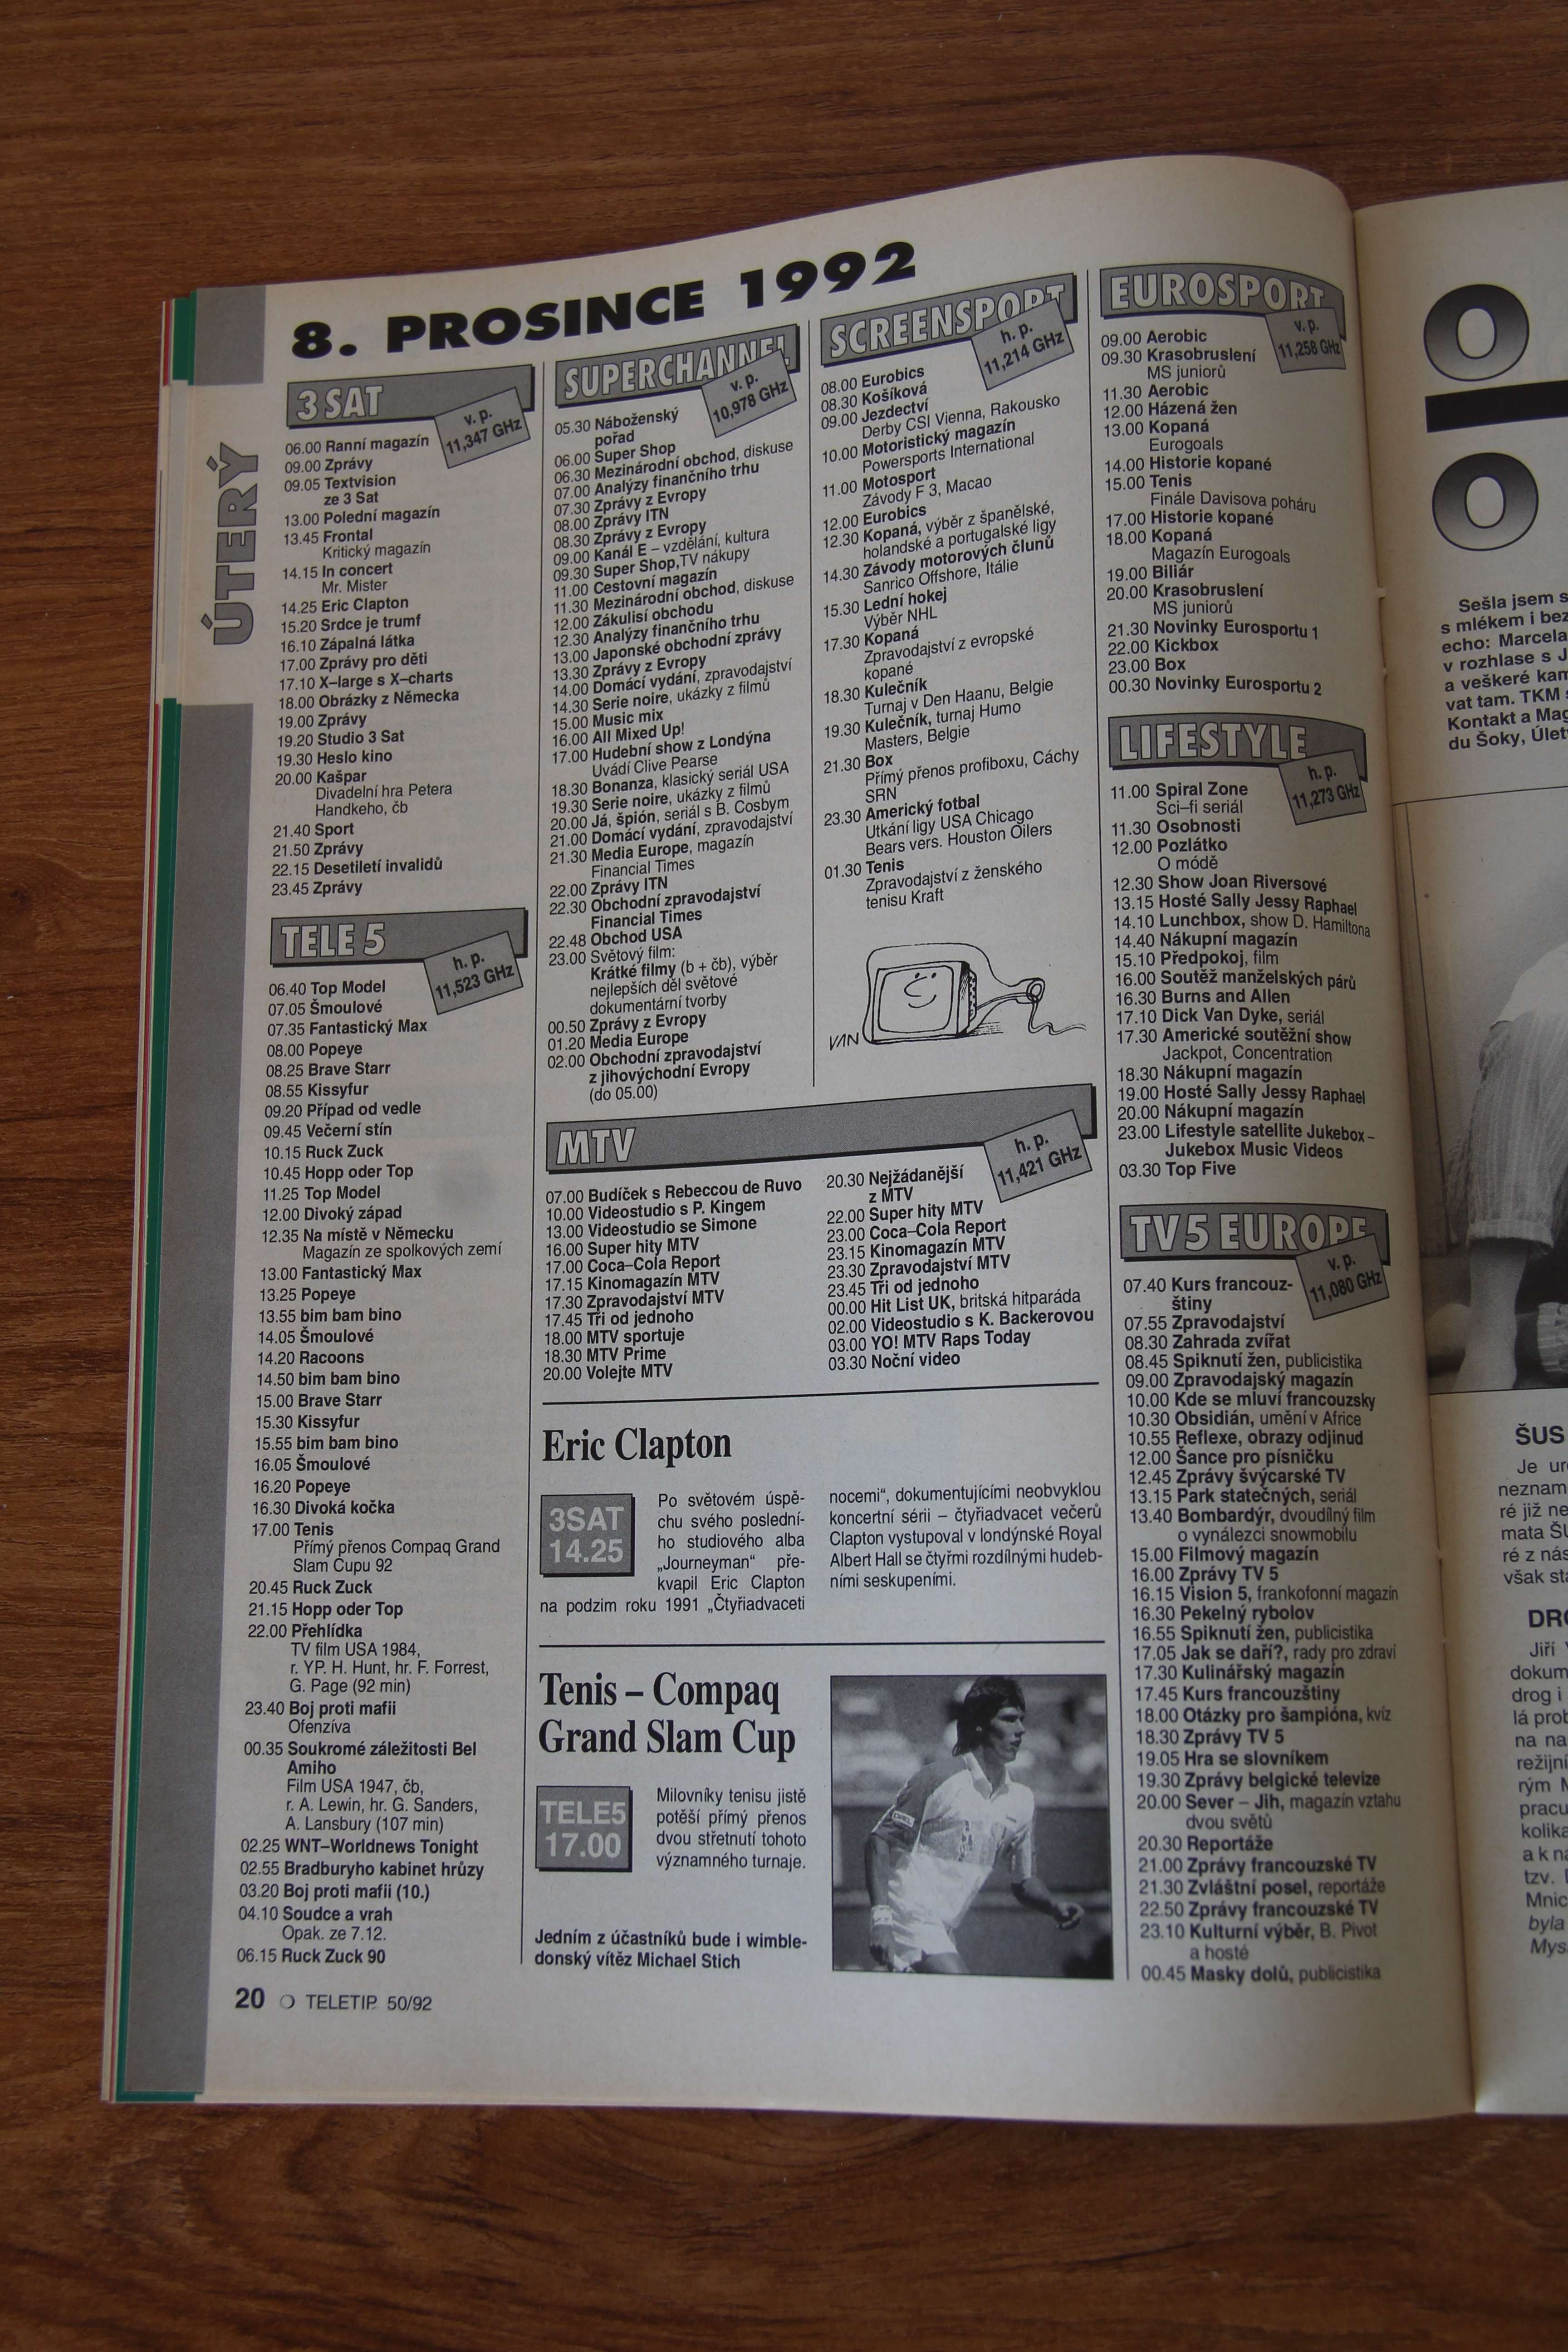 8. PROSINCE 1992
ÚTERÝ
3 SAT
v. p.
11,347 GHz
06.00 Ranní magazín
09.00 Zprávy
09.05 Textvision
ze 3 Sat
13.00 Polední magazín
13.45 Frontal
Kritický magazín
14.15 In concert
Mr. Mister
14.25 Eric Clapton
15.20 Srdce je trumf
16.10 Zápalná látka
17.00 Zprávy pro děti
17.10 X–large s X–charts
18.00 Obrázky z Německa
19.00 Zprávy
19.20 Studio 3 Sat
19.30 Heslo kino
20.00 Kašpar
Divadelní hra Petera
Handkeho, čb
21.40 Sport
21.50 Zprávy
22.15 Desetiletí invalidů
23.45 Zprávy
TELE 5
h. p.
11,523 GHz
06.40 Top Model
07.05 Šmoulové
07.35 Fantastický Max
08.00 Popeye
08.25 Brave Starr
08.55 Kissyfur
09.20 Případ od vedle
09.45 Večerní stín
10.15 Ruck Zuck
10.45 Hopp oder Top
11.25 Top Model
12.00 Divoký západ
12.35 Na místě v Německu
Magazín ze spolkových zemí
13.00 Fantastický Max
13.25 Popeye
13.55 bim bam bino
14.05 Šmoulové
14.20 Racoons
14.50 bim bam bino
15.00 Brave Starr
15.30 Kissyfur
15.55 bim bam bino
16.05 Šmoulové
16.20 Popeye
16.30 Divoká kočka
17.00 Tenis
Přímý přenos Compaq Grand
Slam Cupu 92
20.45 Ruck Zuck
21.15 Hopp oder Top
22.00 Přehlídka
TV film USA 1984,
r. YP. H. Hunt, hr. F. Forrest,
G. Page (92 min)
23.40 Boj proti mafii
Ofenzíva
00.35 Soukromé záležitosti Bel
Amiho
Film USA 1947, čb,
r. A. Lewin, hr. G. Sanders,
A. Lansbury (107 min)
02.25 WNT–Worldnews Tonight
02.55 Bradburyho kabinet hrůzy
03.20 Boj proti mafii (10.)
04.10 Soudce a vrah
Opak. ze 7.12.
06.15 Ruck Zuck 90
SUPERCHANNEL
v. p.
10,978 GHz
05.30 Náboženský
pořad
06.00 Super Shop
06.30 Mezinárodní obchod, diskuse
07.00 Analýzy finančního trhu
07.30 Zprávy z Evropy
08.00 Zprávy ITN
08.30 Zprávy z Evropy
09.00 Kanál E – vzdělání, kultura
09.30 Super Shop,TV nákupy
11.00 Cestovní magazín
11.30 Mezinárodní obchod, diskuse
12.00 Zákulisí obchodu
12.30 Analýzy finančního trhu
13.00 Japonské obchodní zprávy
13.30 Zprávy z Evropy
14.00 Domácí vydání, zpravodajství
14.30 Serie noire, ukázky z filmů
15.00 Music mix
16.00 All Mixed Up!
17.00 Hudební show z Londýna
Uvádí Clive Pearse
18.30 Bonanza, klasický seriál USA
19.30 Serie noire, ukázky z filmů
20.00 Já, špión, seriál s B. Cosbym
21.00 Domácí vydání, zpravodajství
21.30 Media Europe, magazín
Financial Times
22.00 Zprávy ITN
22.30 Obchodní zpravodajství
Financial Times
22.48 Obchod USA
23.00 Světový film:
Krátké filmy (b + čb), výběr
nejlepších děl světové
dokumentární tvorby
00.50 Zprávy z Evropy
01.20 Media Europe
02.00 Obchodní zpravodajství
z jihovýchodní Evropy
(do 05.00)
SCREENSPORT
h. p.
11,214 GHz
08.00 Eurobics
08.30 Košíková
09.00 Jezdectví
Derby CSI Vienna, Rakousko
10.00 Motoristický magazín
Powersports International
11.00 Motosport
Závody F 3, Macao
12.00 Eurobics
12.30 Kopaná, výběr z španělské,
holandské a portugalské ligy
14.30 Závody motorových člunů
Sanrico Offshore, Itálie
15.30 Lední hokej
Výběr NHL
17.30 Kopaná
Zpravodajství z evropské
kopané
18.30 Kulečník
Turnaj v Den Haanu, Belgie
19.30 Kulečník, turnaj Humo
Masters, Belgie
21.30 Box
Přímý přenos profiboxu, Cáchy
SRN
23.30 Americký fotbal
Utkání ligy USA Chicago
Bears vers. Houston Oilers
01.30 Tenis
Zpravodajství z ženského
tenisu Kraft
VAN
MTV
h. p.
11,421 GHz
07.00 Budíček s Rebeccou de Ruvo
10.00 Videostudio s P. Kingem
13.00 Videostudio se Simone
16.00 Super hity MTV
17.00 Coca–Cola Report
17.15 Kinomagazín MTV
17.30 Zpravodajství MTV
17.45 Tři od jednoho
18.00 MTV sportuje
18.30 MTV Prime
20.00 Volejte MTV
20.30 Nejžádanější
z MTV
22.00 Super hity MTV
23.00 Coca–Cola Report
23.15 Kinomagazín MTV
23.30 Zpravodajství MTV
23.45 Tři od jednoho
00.00 Hit List UK, britská hitparáda
02.00 Videostudio s K. Backerovou
03.00 YO! MTV Raps Today
03.30 Noční video
Eric Clapton
3SAT
14.25
Po světovém úspě-
chu svého poslední-
ho studiového alba
„Journeyman“ pře-
kvapil Eric Clapton
na podzim roku 1991 „Čtyřiadvaceti
nocemi“, dokumentujícími neobvyklou
koncertní sérii – čtyřiadvacet večerů
Clapton vystupoval v londýnské Royal
Albert Hall se čtyřmi rozdílnými hudeb-
ními seskupeními.
Tenis – Compaq
Grand Slam Cup
TELE5
17.00
Milovníky tenisu jistě
potěší přímý přenos
dvou střetnutí tohoto
významného turnaje.
Jedním z účastníků bude i wimble-
donský vítěz Michael Stich
EUROSPORT
v. p.
11,258 GHz
09.00 Aerobic
09.30 Krasobruslení
MS juniorů
11.30 Aerobic
12.00 Házená žen
13.00 Kopaná
Eurogoals
14.00 Historie kopané
15.00 Tenis
Finále Davisova poháru
17.00 Historie kopané
18.00 Kopaná
Magazín Eurogoals
19.00 Biliár
20.00 Krasobruslení
MS juniorů
21.30 Novinky Eurosportu 1
22.00 Kickbox
23.00 Box
00.30 Novinky Eurosportu 2
LIFESTYLE
h. p.
11,273 GHz
11.00 Spiral Zone
Sci–fi seriál
11.30 Osobnosti
12.00 Pozlátko
O módě
12.30 Show Joan Riversové
13.15 Hosté Sally Jessy Raphael
14.10 Lunchbox, show D. Hamiltona
14.40 Nákupní magazín
15.10 Předpokoj, film
16.00 Soutěž manželských párů
16.30 Burns and Allen
17.10 Dick Van Dyke, seriál
17.30 Americké soutěžní show
Jackpot, Concentration
18.30 Nákupní magazín
19.00 Hosté Sally Jessy Raphael
20.00 Nákupní magazín
23.00 Lifestyle satellite Jukebox –
Jukebox Music Videos
03.30 Top Five
TV5 EUROPE
v. p.
11,080 GHz
07.40 Kurs francouz-
štiny
07.55 Zpravodajství
08.30 Zahrada zvířat
08.45 Spiknutí žen, publicistika
09.00 Zpravodajský magazín
10.00 Kde se mluví francouzsky
10.30 Obsidián, umění v Africe
10.55 Reflexe, obrazy odjinud
12.00 Šance pro písničku
12.45 Zprávy švýcarské TV
13.15 Park statečných, seriál
13.40 Bombardýr, dvoudílný film
o vynálezci snowmobilu
15.00 Filmový magazín
16.00 Zprávy TV 5
16.15 Vision 5, frankofonní magazín
16.30 Pekelný rybolov
16.55 Spiknutí žen, publicistika
17.05 Jak se daří?, rady pro zdraví
17.30 Kulinářský magazín
17.45 Kurs francouzštiny
18.00 Otázky pro šampióna, kvíz
18.30 Zprávy TV 5
19.05 Hra se slovníkem
19.30 Zprávy belgické televize
20.00 Sever – Jih, magazín vztahu
dvou světů
20.30 Reportáže
21.00 Zprávy francouzské TV
21.30 Zvláštní posel, reportáže
22.50 Zprávy francouzské TV
23.10 Kulturní výběr, B. Pivot
a hosté
00.45 Masky dolů, publicistika
20 TELETIP 50/92
O
O
Sešla jsem s
s mlékem i bez
echo: Marcela
v rozhlase s J
a veškeré kam
vat tam. TKM s
Kontakt a Mag
du Šoky, Úlet
ŠUS
Je ur
neznam
ré již ne
mata ŠU
ré z nás
však sta
DRO
Jiří
dokum
drog i
lá prob
na na
režijní
rým M
pracu
kolika
a k ná
tzv.
Mnic
byla
Mys